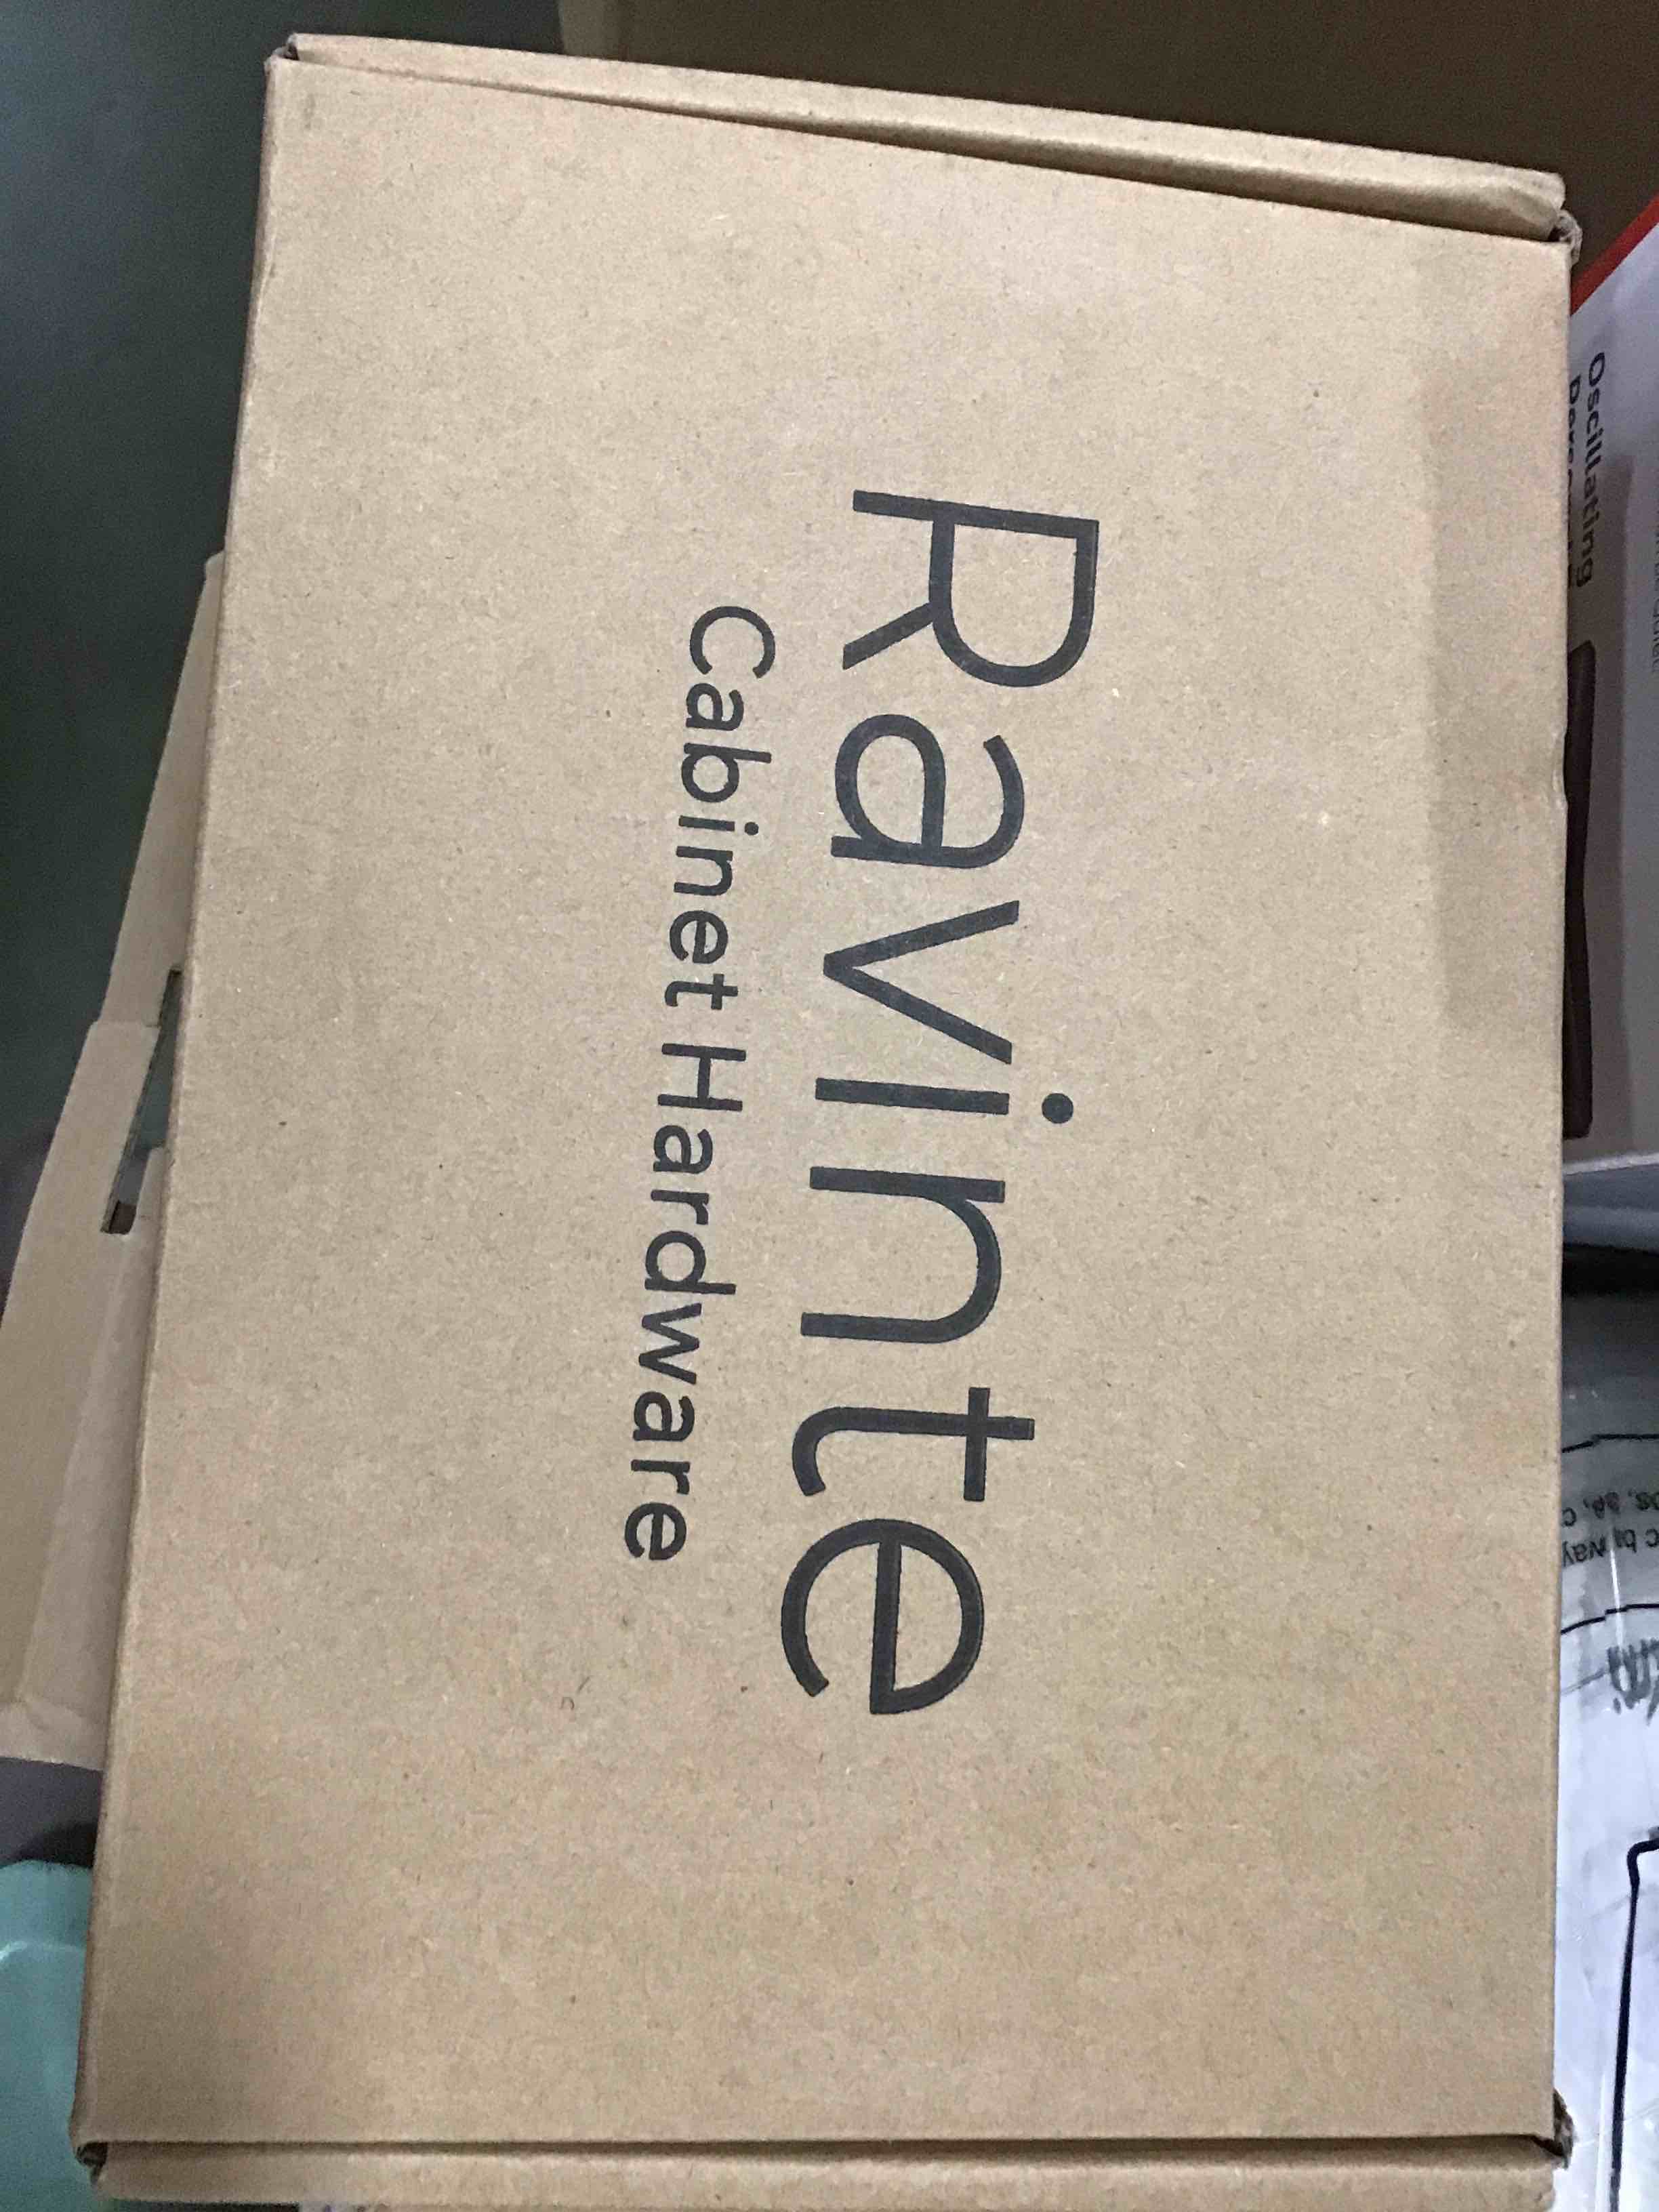 Ravinte
Cabinet Hardware
Oscillating